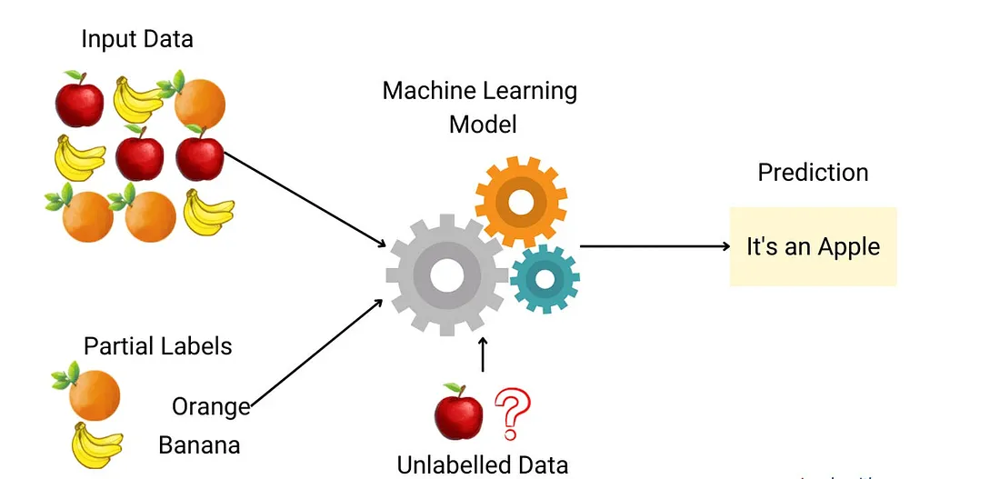 Input Data
Machine Learning
Model
Prediction
It's an Apple
Partial Labels
Orange
Banana
?
Unlabelled Data